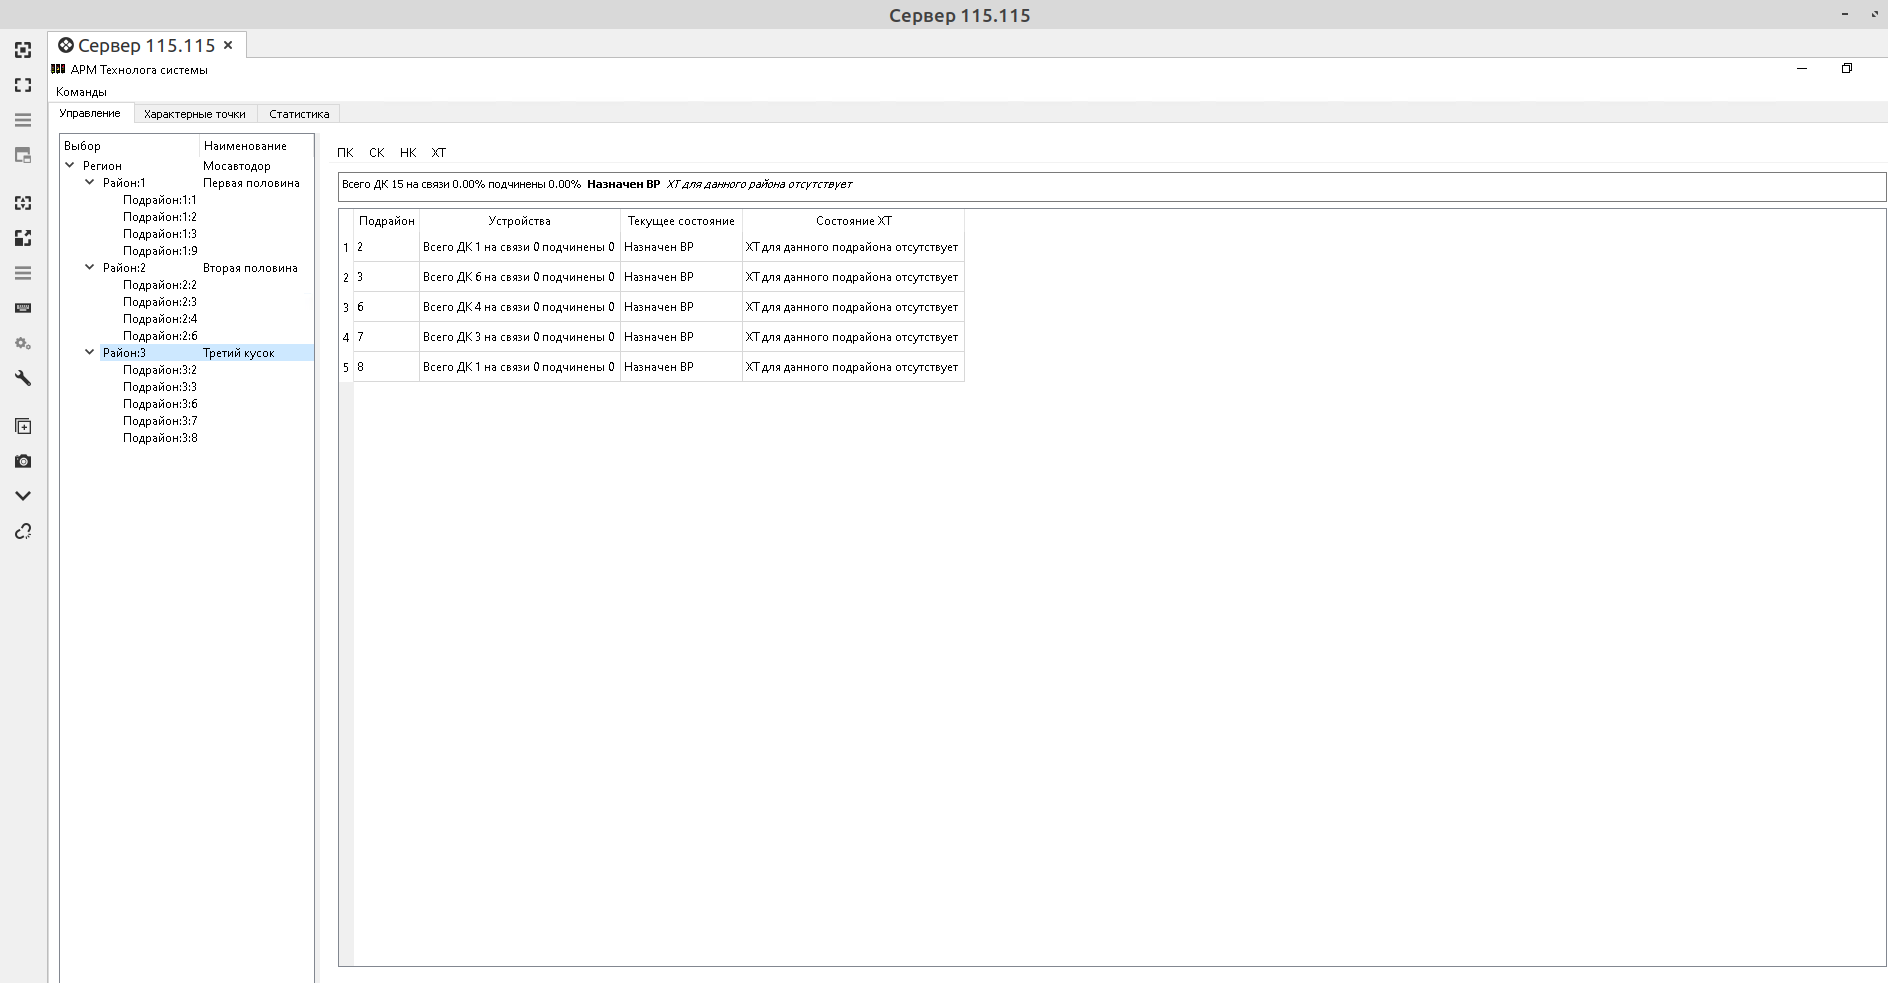 Сервер 115.115
Сервер 115.115
АРМ Технолога системы
Команды
Управление Характерные точки Статистика
Выбор Наименование
Регион Мосавтодор
Район:1 Первая половина
Подрайон:1:1
Подрайон:1:2
Подрайон:1:3
Подрайон:1:9
Район:2 Вторая половина
Подрайон:2:2
Подрайон:2:3
Подрайон:2:4
Подрайон:2:6
Район:3 Третий кусок
Подрайон:3:2
Подрайон:3:3
Подрайон:3:6
Подрайон:3:7
Подрайон:3:8
ПК СК НК ХТ
Всего ДК 15 на связи 0.00% подчинены 0.00% Назначен ВР ХТ для данного района отсутствует
Подрайон Устройства Текущее состояние Состояние ХТ
1 2 Всего ДК 1 на связи 0 подчинены 0 Назначен ВР ХТ для данного подрайона отсутствует
2 3 Всего ДК 6 на связи 0 подчинены 0 Назначен ВР ХТ для данного подрайона отсутствует
3 6 Всего ДК 4 на связи 0 подчинены 0 Назначен ВР ХТ для данного подрайона отсутствует
4 7 Всего ДК 3 на связи 0 подчинены 0 Назначен ВР ХТ для данного подрайона отсутствует
5 8 Всего ДК 1 на связи 0 подчинены 0 Назначен ВР ХТ для данного подрайона отсутствует